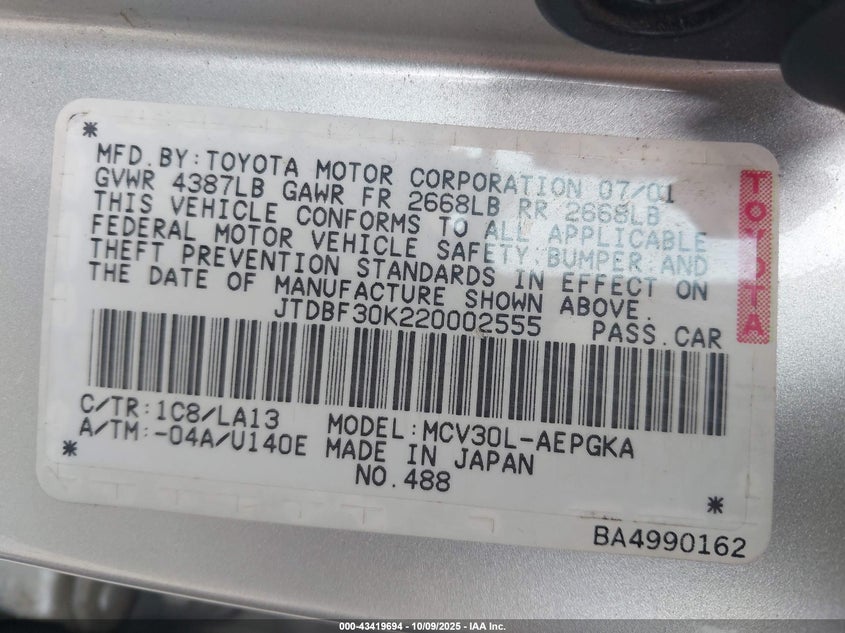 MFD.BY:TOYOTA MOTOR CORPORATION 07/01
GVWR 4387LB GAWR FR 2668LB RR 2668LB
THIS VEHICLE CONFORMS TO ALL APPLICABLE
FEDERAL MOTOR VEHICLE SAFETY,BUMPER,AND
THEFT PREVENTION STANDARDS IN EFFECT ON
THE DATE OF MANUFACTURE SHOWN ABOVE.
JTDBF30K220002555 PASS.CAR
TOYOTA
C/TR:1C8/LA13 MODEL:MCV30L-AEPGKA
A/TM:-04A/U140E MADE IN JAPAN
NO.488
BA4990162
000-43419694 - 10/09/2025 - IAA Inc.